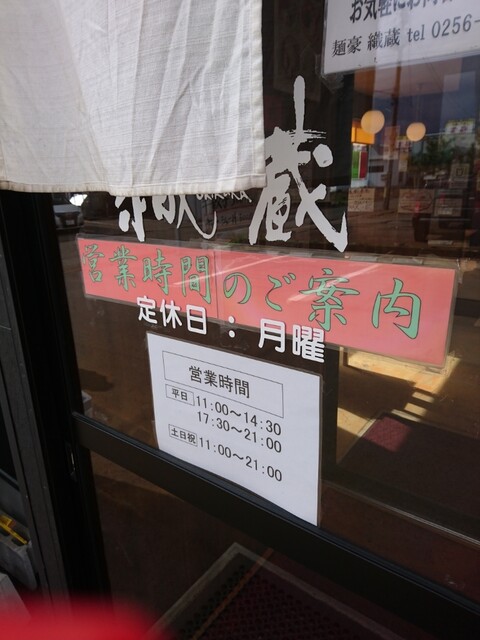 お気軽にお問
麺豪 織蔵 tel 0256-
織蔵
営業時間のご案内
定休日：月曜
営業時間
平日 11:00～14:30
17:30～21:00
土日祝 11:00～21:00